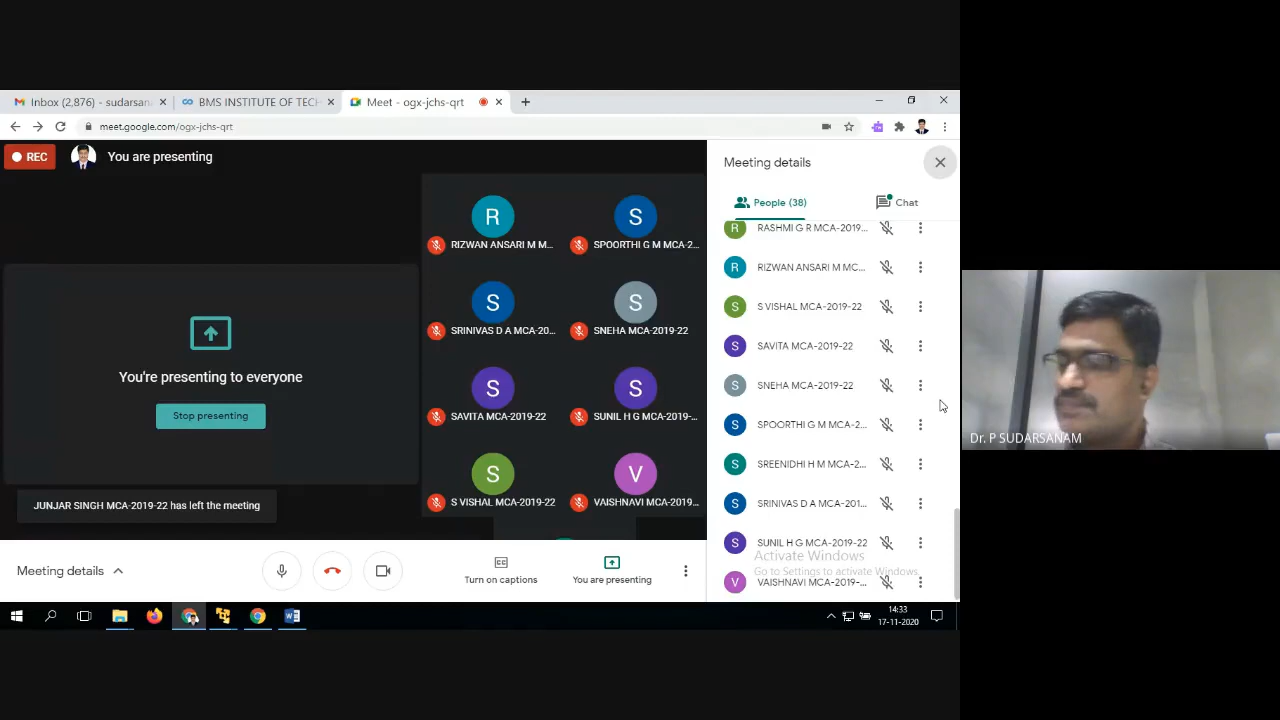 Inbox (2,876) - sudarsana
BMS INSTITUTE OF TECH
Meet - ogx-jchs-qrt
meet.google.com/ogx-jchs-qrt
REC
You are presenting
Meeting details
People (38)
Chat
R
S
RIZWAN ANSARI M M...
SPOORTHI G M MCA-2...
S
S
SRINIVAS D A MCA-20...
SNEHA MCA-2019-22
S
S
SAVITA MCA-2019-22
SUNIL H G MCA-2019-...
S
V
S VISHAL MCA-2019-22
VAISHNAVI MCA-2019...
You're presenting to everyone
Stop presenting
JUNJAR SINGH MCA-2019-22 has left the meeting
R RASHMI G R MCA-2019...
R RIZWAN ANSARI M MC...
S S VISHAL MCA-2019-22
S SAVITA MCA-2019-22
S SNEHA MCA-2019-22
S SPOORTHI G M MCA-2...
S SREENIDHI H M MCA-2...
S SRINIVAS D A MCA-201...
S SUNIL H G MCA-2019-22
Activate Windows
Go to Settings to activate Windows.
V VAISHNAVI MCA-2019-...
Meeting details
Turn on captions
You are presenting
14:33
17-11-2020
Dr. P SUDARSANAM